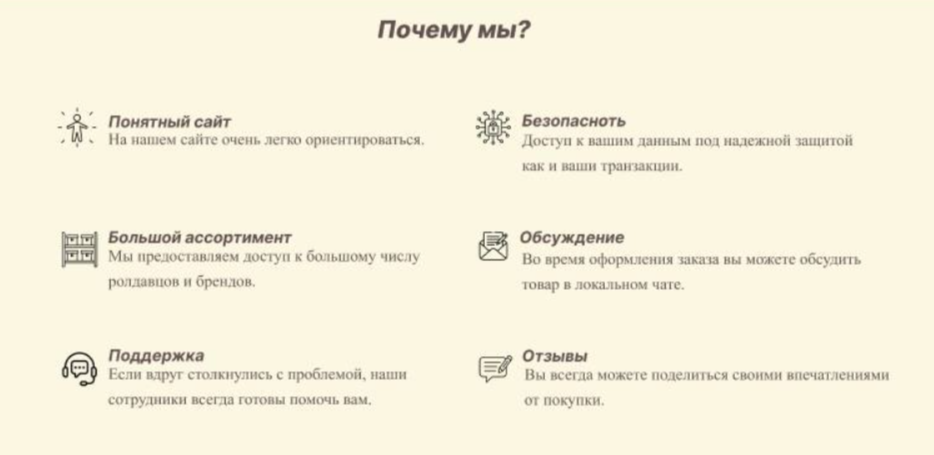 Почему мы?
Понятный сайт
На нашем сайте очень легко ориентироваться.
Безопасноть
Доступ к вашим данным под надежной защитой
как и ваши транзакции.
Большой ассортимент
Мы предоставляем доступ к большому числу
ролдавцов и брендов.
Обсуждение
Во время оформления заказа вы можете обсудить
товар в локальном чате.
Поддержка
Если вдруг столкнулись с проблемой, наши
сотрудники всегда готовы помочь вам.
Отзывы
Вы всегда можете поделиться своими впечатлениями
от покупки.